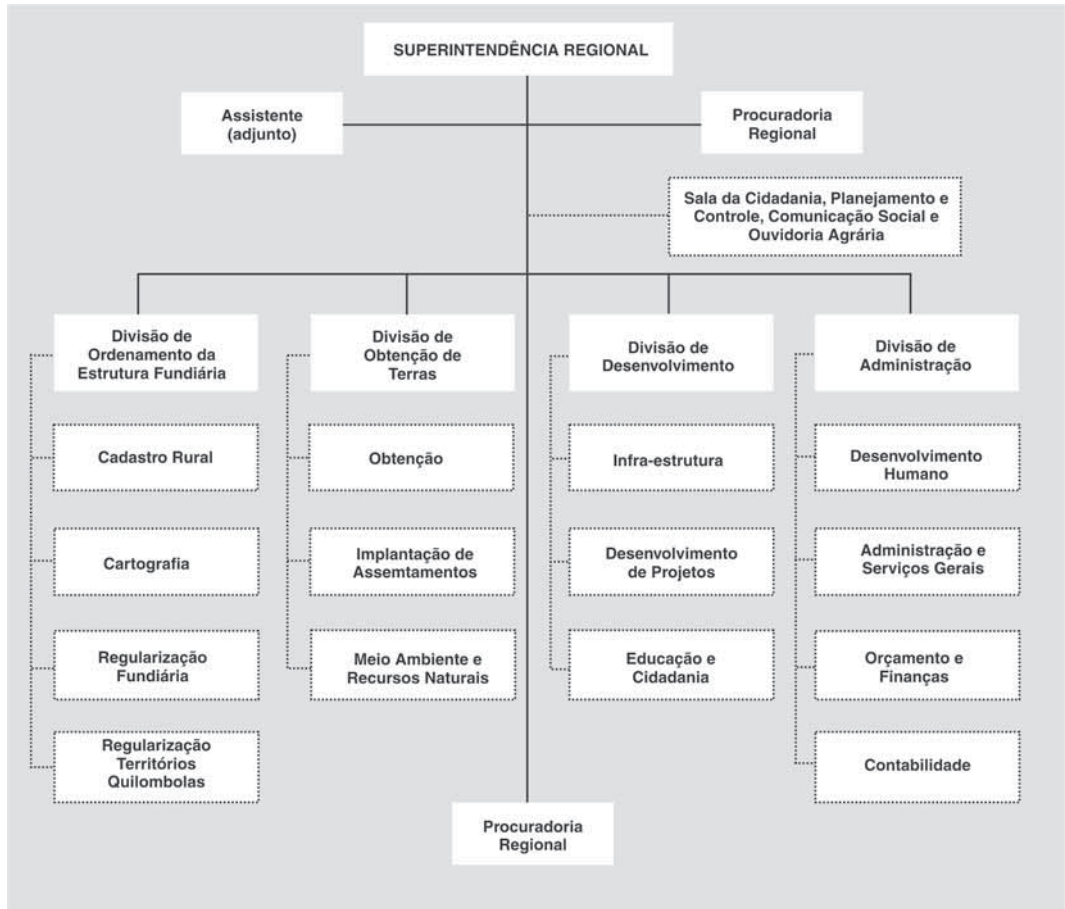 SUPERINTENDÊNCIA REGIONAL
Assistente
(adjunto)
Procuradoria
Regional
Sala da Cidadania, Planejamento e
Controle, Comunicação Social e
Ouvidoria Agrária
Divisão de
Ordenamento da
Estrutura Fundiária
Cadastro Rural
Cartografia
Regularização
Fundiária
Regularização
Territórios
Quilombolas
Divisão de
Obtenção de
Terras
Obtenção
Implantação de
Assemtamentos
Meio Ambiente e
Recursos Naturais
Divisão de
Desenvolvimento
Infra-estrutura
Desenvolvimento
de Projetos
Educação e
Cidadania
Divisão de
Administração
Desenvolvimento
Humano
Administração e
Serviços Gerais
Orçamento e
Finanças
Contabilidade
Procuradoria
Regional